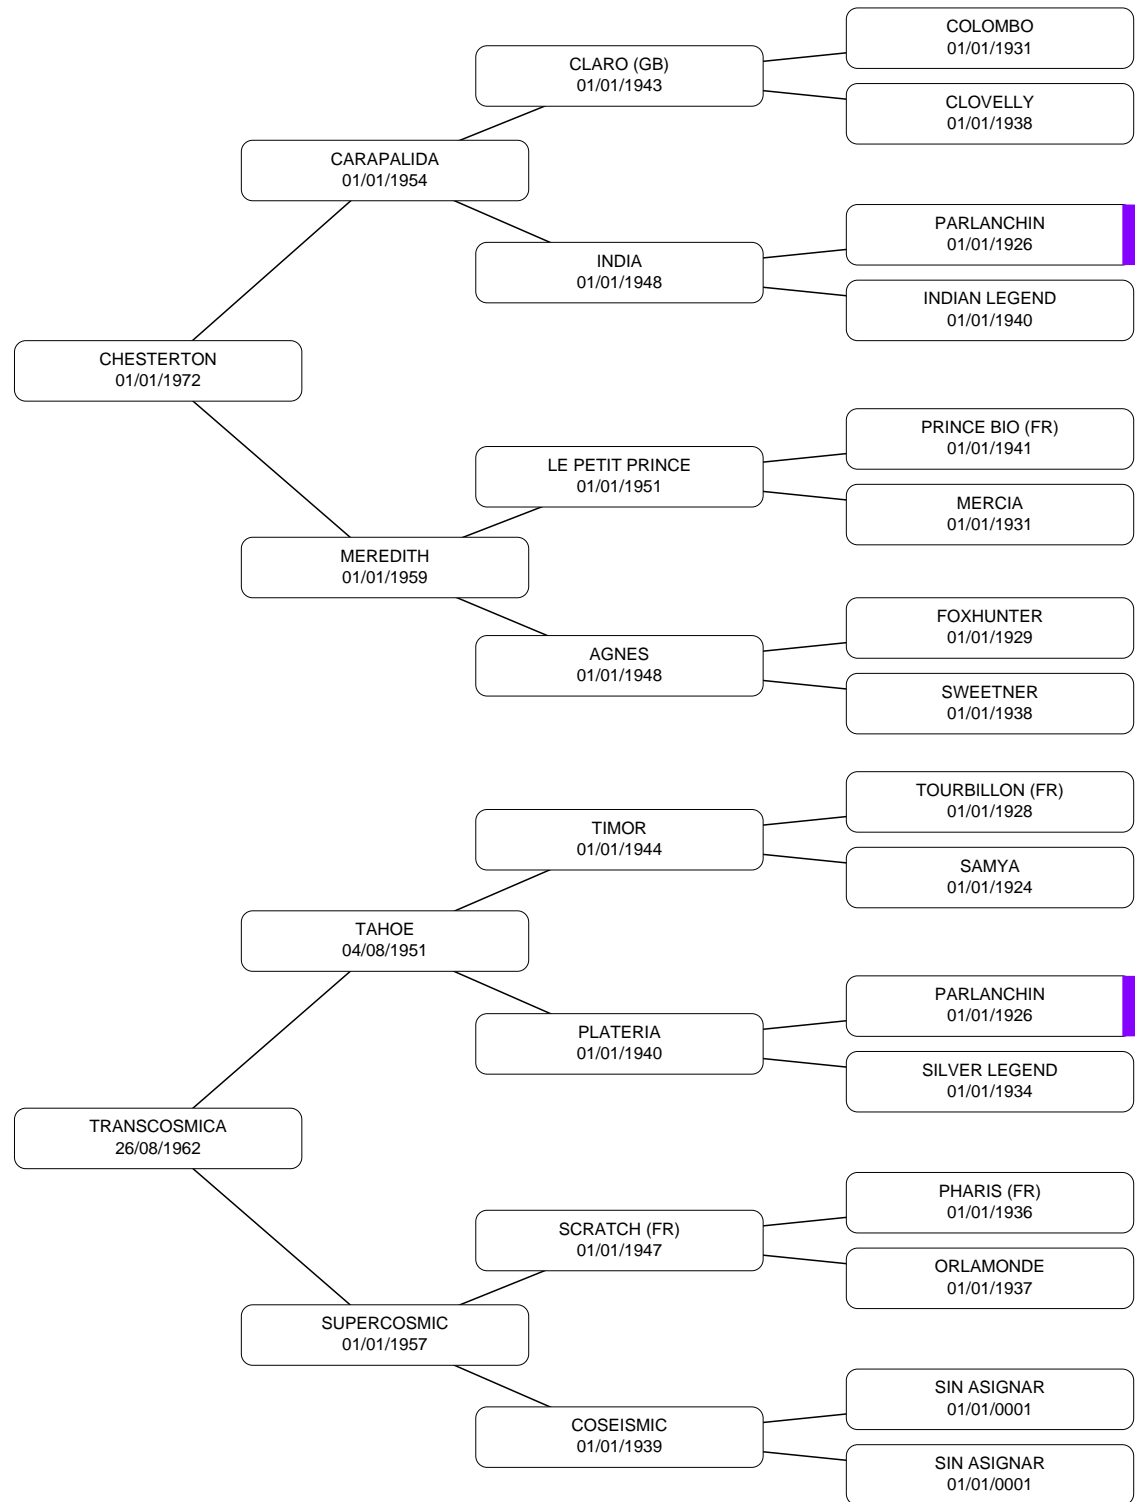 COLOMBO
01/01/1931
CLARO (GB)
01/01/1943
CLOVELLY
01/01/1938
CARAPALIDA
01/01/1954
PARLANCHIN
01/01/1926
INDIA
01/01/1948
INDIAN LEGEND
01/01/1940
CHESTERTON
01/01/1972
PRINCE BIO (FR)
01/01/1941
LE PETIT PRINCE
01/01/1951
MERCIA
01/01/1931
MEREDITH
01/01/1959
FOXHUNTER
01/01/1929
AGNES
01/01/1948
SWEETNER
01/01/1938
TOURBILLON (FR)
01/01/1928
TIMOR
01/01/1944
SAMYA
01/01/1924
TAHOE
04/08/1951
PARLANCHIN
01/01/1926
PLATERIA
01/01/1940
SILVER LEGEND
01/01/1934
TRANSCOSMICA
26/08/1962
PHARIS (FR)
01/01/1936
SCRATCH (FR)
01/01/1947
ORLAMONDE
01/01/1937
SUPERCOSMIC
01/01/1957
SIN ASIGNAR
01/01/0001
COSEISMIC
01/01/1939
SIN ASIGNAR
01/01/0001